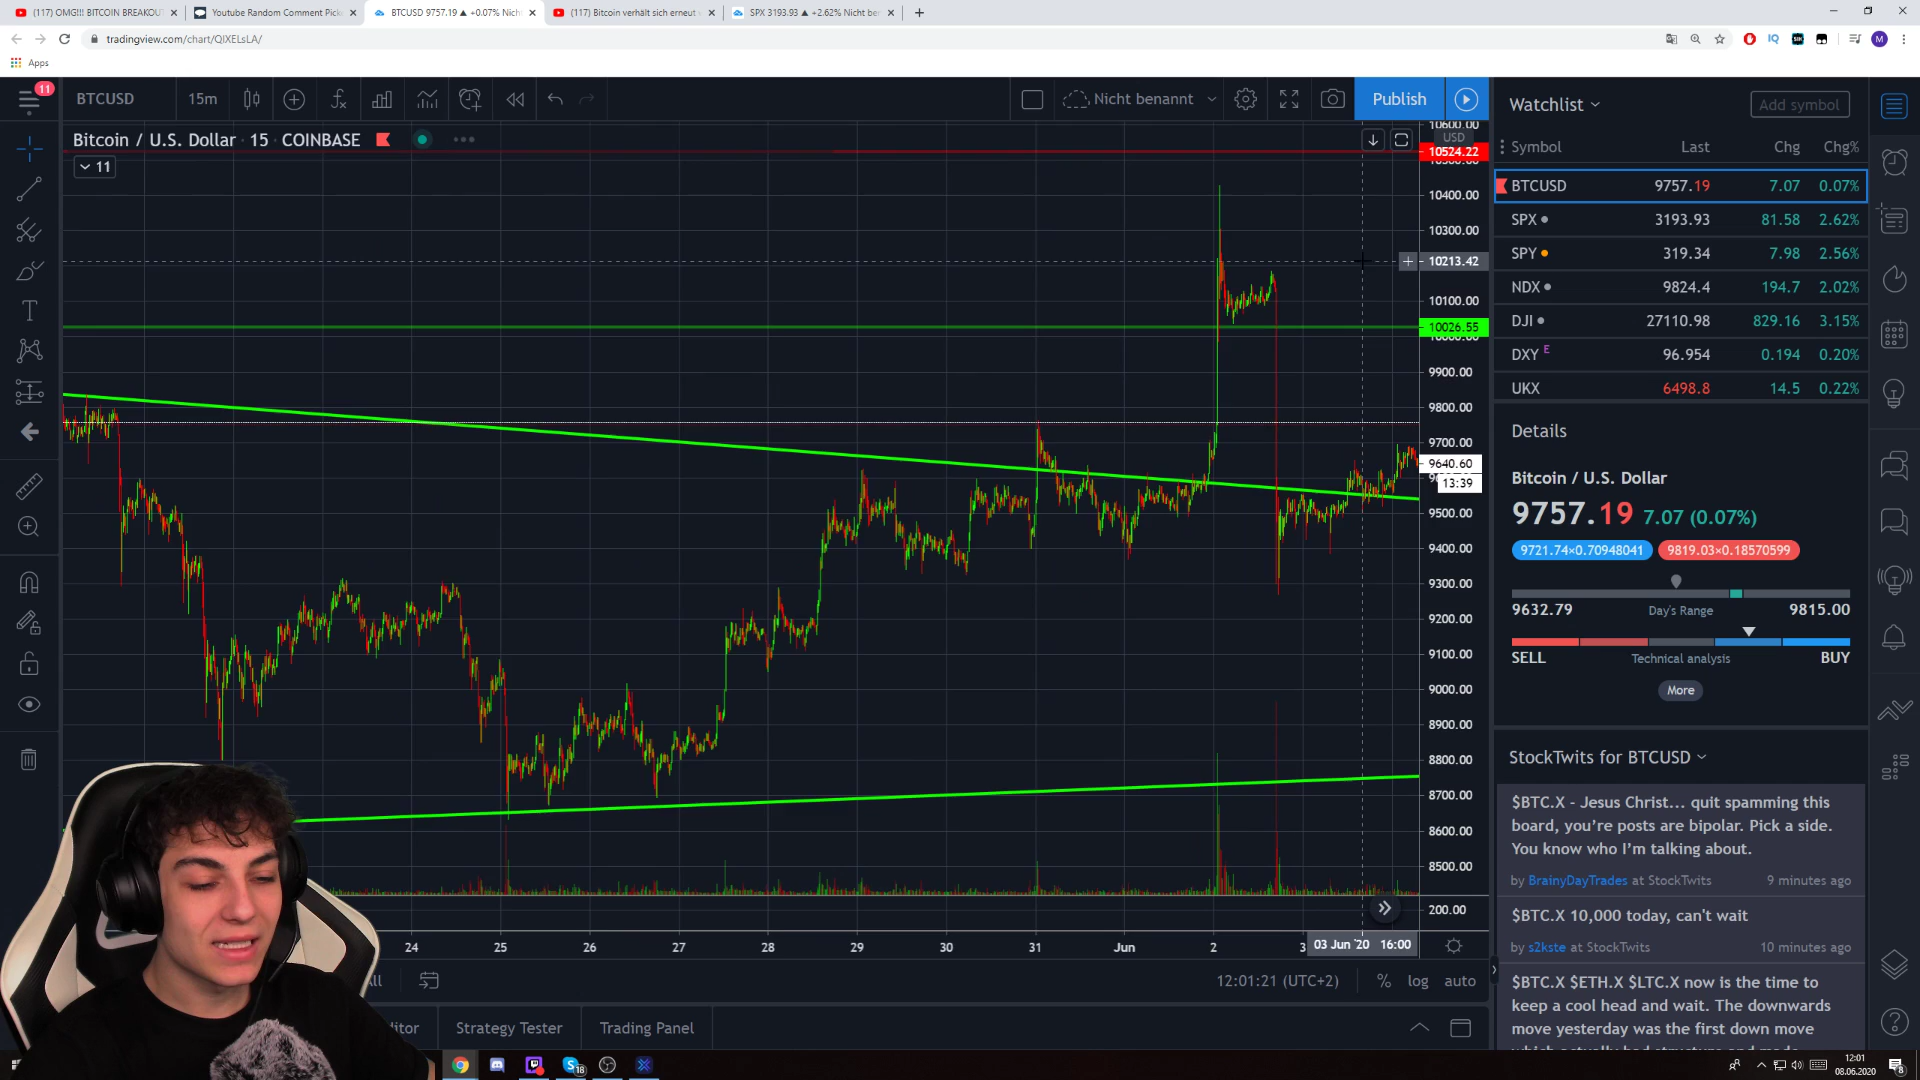 (117) OMG!!! BITCOIN BREAKOUT
Youtube Random Comment Picke
BTCUSD 9757.19 ▲ +0.07% Nich
(117) Bitcoin verhält sich erneut
SPX 3193.93 ▲ +2.62% Nicht be
tradingview.com/chart/QIXELsLA/
Apps
11
BTCUSD
15m
Nicht benannt
Publish
Bitcoin / U.S. Dollar · 15 · COINBASE
11
10600.00
USD
10524.22
10400.00
10300.00
10213.42
10100.00
10026.55
10000.00
9900.00
9800.00
9700.00
9640.60
13:39
9500.00
9400.00
9300.00
9200.00
9100.00
9000.00
8900.00
8800.00
8700.00
8600.00
8500.00
200.00
24 25 26 27 28 29 30 31 Jun 2 3
03 Jun '20 16:00
12:01:21 (UTC+2)
% log auto
Strategy Tester
Trading Panel
Watchlist
Add symbol
Symbol Last Chg Chg%
BTCUSD 9757.19 7.07 0.07%
SPX 3193.93 81.58 2.62%
SPY 319.34 7.98 2.56%
NDX 9824.4 194.7 2.02%
DJI 27110.98 829.16 3.15%
DXY E 96.954 0.194 0.20%
UKX 6498.8 14.5 0.22%
Details
Bitcoin / U.S. Dollar
9757.19 7.07 (0.07%)
9721.74×0.70948041 9819.03×0.18570599
9632.79 Day's Range 9815.00
SELL Technical analysis BUY
More
StockTwits for BTCUSD
$BTC.X - Jesus Christ... quit spamming this
board, you're posts are bipolar. Pick a side.
You know who I'm talking about.
by BrainyDayTrades at StockTwits 9 minutes ago
$BTC.X 10,000 today, can't wait
by s2kste at StockTwits 10 minutes ago
$BTC.X $ETH.X $LTC.X now is the time to
keep a cool head and wait. The downwards
move yesterday was the first down move
12:01
08.06.2020